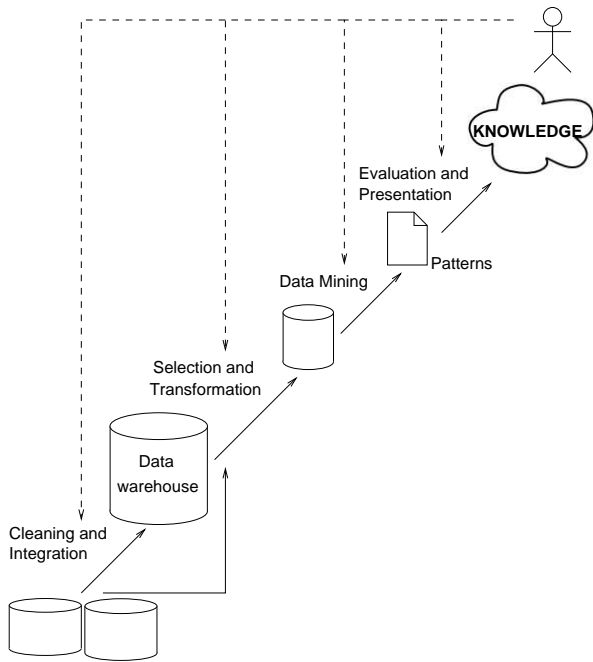 KNOWLEDGE
Evaluation and
Presentation
Patterns
Data Mining
Selection and
Transformation
Data
warehouse
Cleaning and
Integration